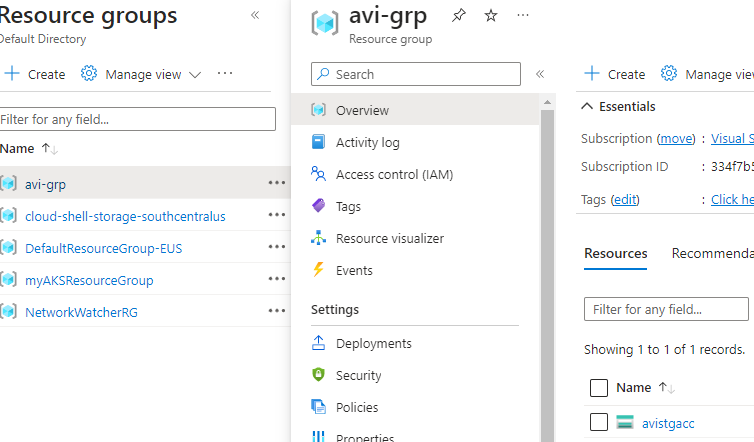 Resource groups
Default Directory
Create
Manage view
Filter for any field...
Name
avi-grp
cloud-shell-storage-southcentralus
DefaultResourceGroup-EUS
myAKSResourceGroup
NetworkWatcherRG
avi-grp
Resource group
Search
Overview
Activity log
Access control (IAM)
Tags
Resource visualizer
Events
Settings
Deployments
Security
Policies
Properties
Create
Manage view
Essentials
Subscription (move) : Visual S
Subscription ID : 334f7b5
Tags (edit) : Click he
Resources Recommenda
Filter for any field...
Showing 1 to 1 of 1 records.
Name
avistgacc